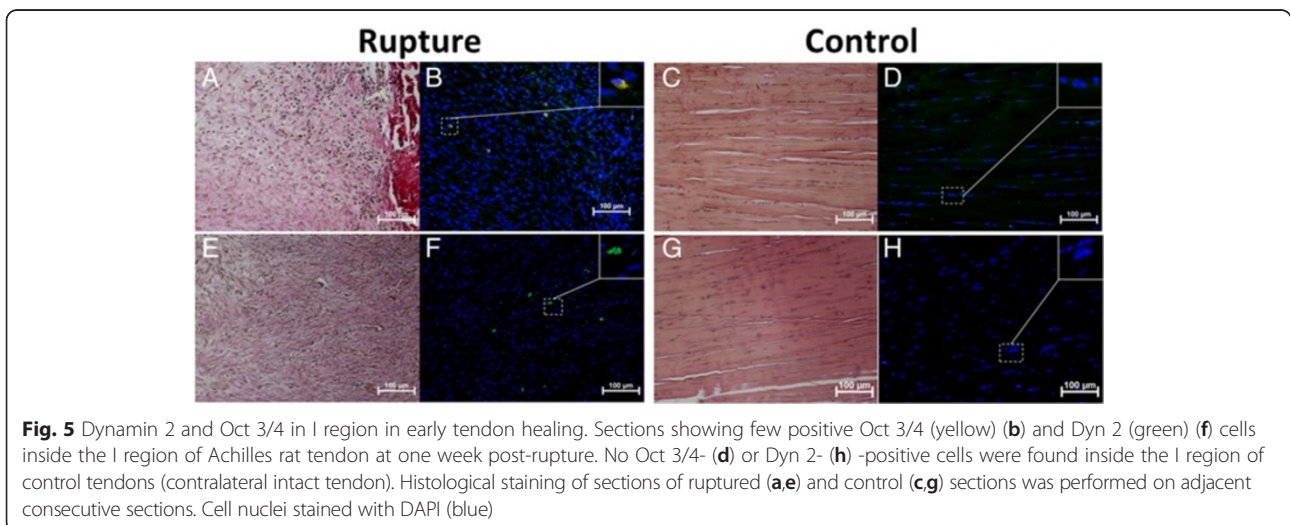 Rupture Control
A B C D
100 µm 100 µm 100 µm 100 µm
E F G H
100 µm 100 µm 100 µm 100 µm
Fig. 5 Dynamin 2 and Oct 3/4 in I region in early tendon healing. Sections showing few positive Oct 3/4 (yellow) (b) and Dyn 2 (green) (f) cells
inside the I region of Achilles rat tendon at one week post-rupture. No Oct 3/4- (d) or Dyn 2- (h) -positive cells were found inside the I region of
control tendons (contralateral intact tendon). Histological staining of sections of ruptured (a,e) and control (c,g) sections was performed on adjacent
consecutive sections. Cell nuclei stained with DAPI (blue)